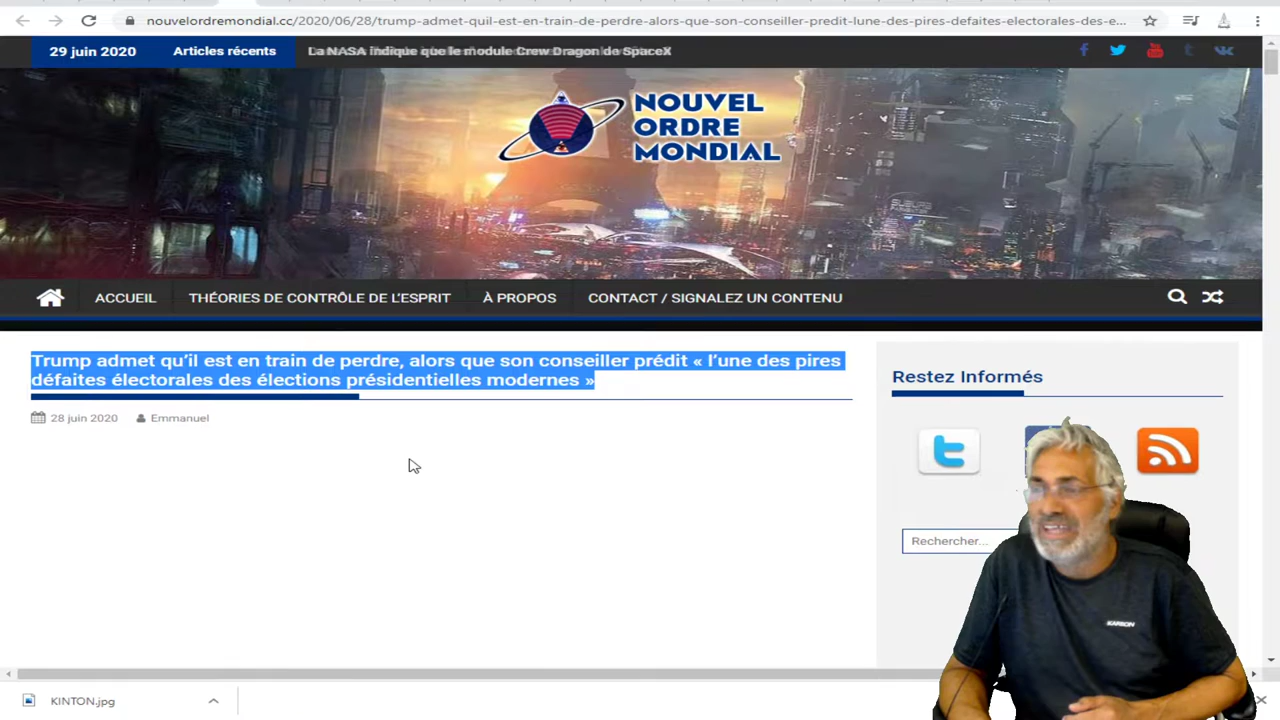 nouvelordremondial.cc/2020/06/28/trump-admet-quil-est-en-train-de-perdre-alors-que-son-conseiller-predit-lune-des-pires-defaites-electorales-des-e...
29 juin 2020
Articles récents
La NASA indique que le module Crew Dragon de SpaceX
NOUVEL
ORDRE
MONDIAL
ACCUEIL
THÉORIES DE CONTRÔLE DE L'ESPRIT
À PROPOS
CONTACT / SIGNALEZ UN CONTENU
Trump admet qu'il est en train de perdre, alors que son conseiller prédit « l'une des pires
défaites électorales des élections présidentielles modernes »
28 juin 2020
Emmanuel
Restez Informés
Rechercher...
KARBON
KINTON.jpg